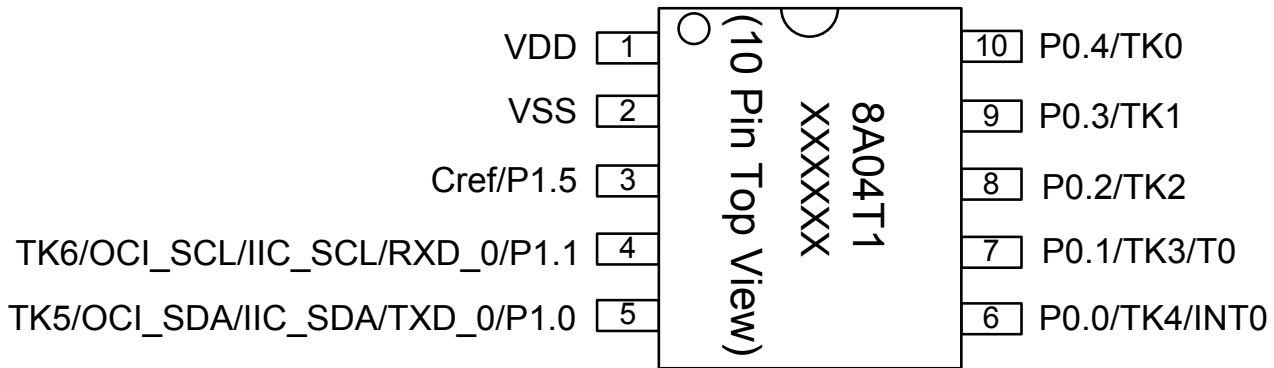 VDD 1
VSS 2
Cref/P1.5 3
TK6/OCI_SCL/IIC_SCL/RXD_0/P1.1 4
TK5/OCI_SDA/IIC_SDA/TXD_0/P1.0 5
8A04T1
XXXXXX
(10 Pin Top View)
10 P0.4/TK0
9 P0.3/TK1
8 P0.2/TK2
7 P0.1/TK3/T0
6 P0.0/TK4/INT0